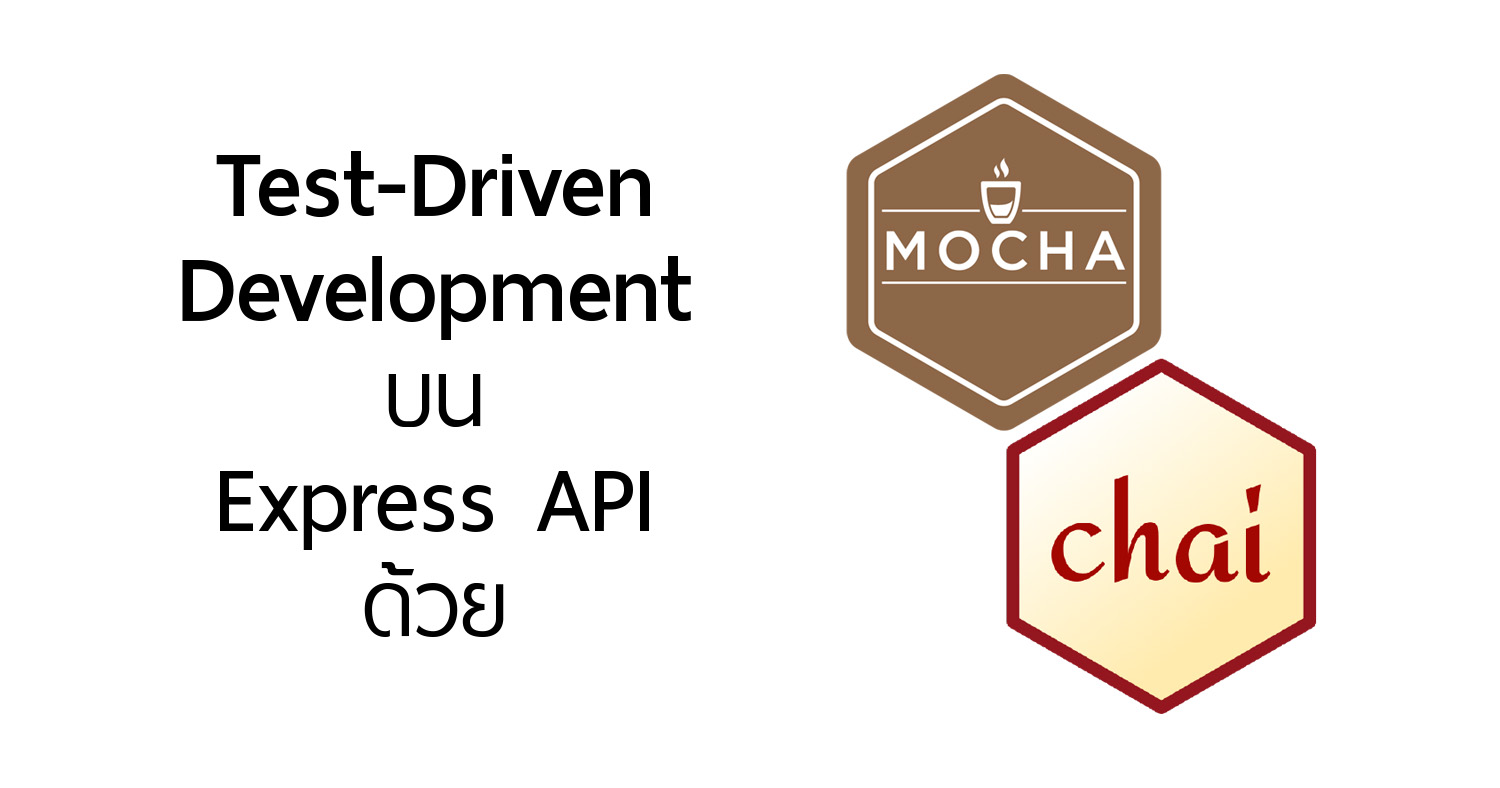 Test-Driven
Development
บน
Express API
ด้วย
MOCHA
chai